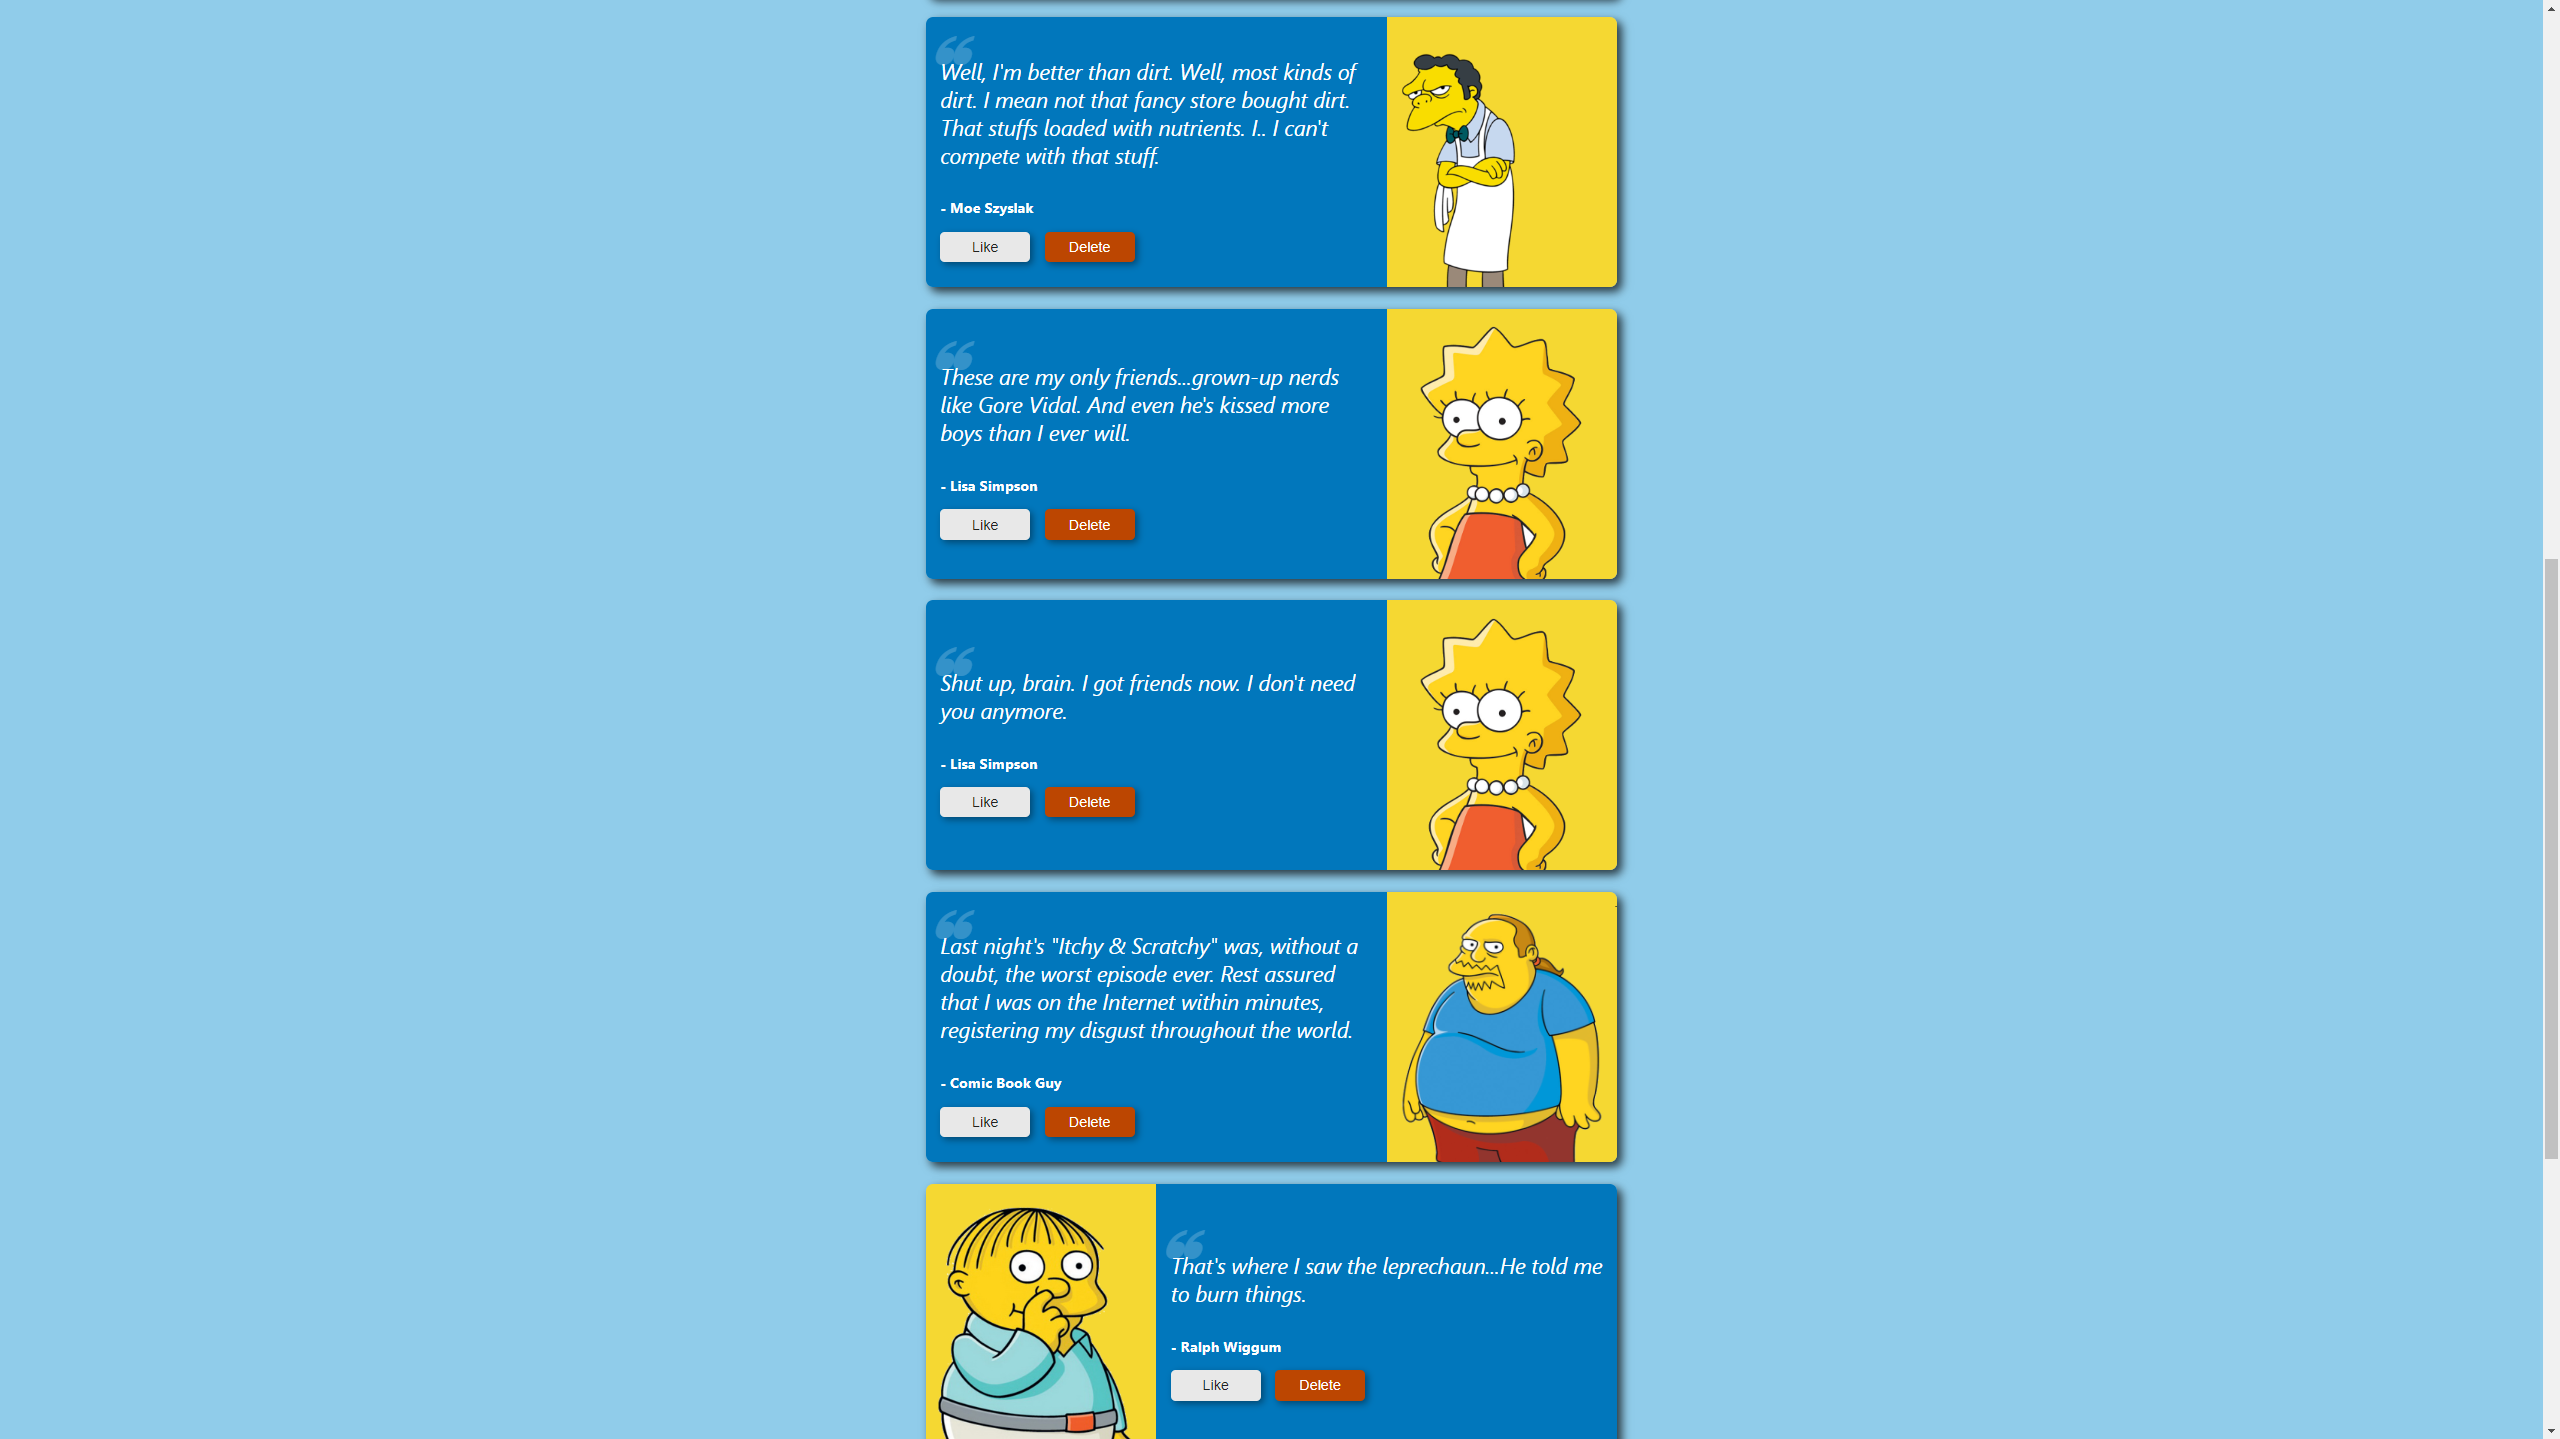 Well, I'm better than dirt. Well, most kinds of
dirt. I mean not that fancy store bought dirt.
That stuffs loaded with nutrients. I.. I can't
compete with that stuff.
- Moe Szyslak
Like Delete
These are my only friends...grown-up nerds
like Gore Vidal. And even he's kissed more
boys than I ever will.
- Lisa Simpson
Like Delete
Shut up, brain. I got friends now. I don't need
you anymore.
- Lisa Simpson
Like Delete
Last night's "Itchy & Scratchy" was, without a
doubt, the worst episode ever. Rest assured
that I was on the Internet within minutes,
registering my disgust throughout the world.
- Comic Book Guy
Like Delete
That's where I saw the leprechaun...He told me
to burn things.
- Ralph Wiggum
Like Delete